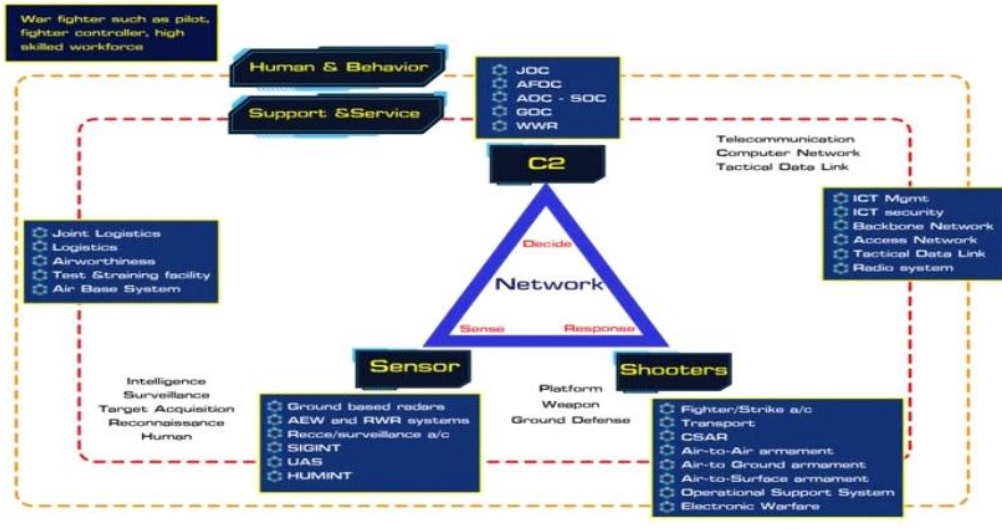 War fighter such as pilot,
fighter controller, high
skilled workforce
Human & Behavior
Support &Service
JOC
AFOC
AOC - SOC
GOC
WWR
C2
Telecommunication
Computer Network
Tactical Data Link
ICT Mgmt
ICT security
Backbone Network
Access Network
Tactical Data Link
Radio system
Joint Logistics
Logistics
Airworthiness
Test &training facility
Air Base System
Decide
Network
Sense
Response
Sensor
Shooters
Intelligence
Surveillance
Target Acquisition
Reconnaissance
Human
Ground based radars
AEW and RWR systems
Recce/surveillance a/c
SIGINT
UAS
HUMINT
Platform
Weapon
Ground Defense
Fighter/Strike a/c
Transport
CSAR
Air-to-Air armament
Air-to Ground armament
Air-to-Surface armament
Operational Support System
Electronic Warfare